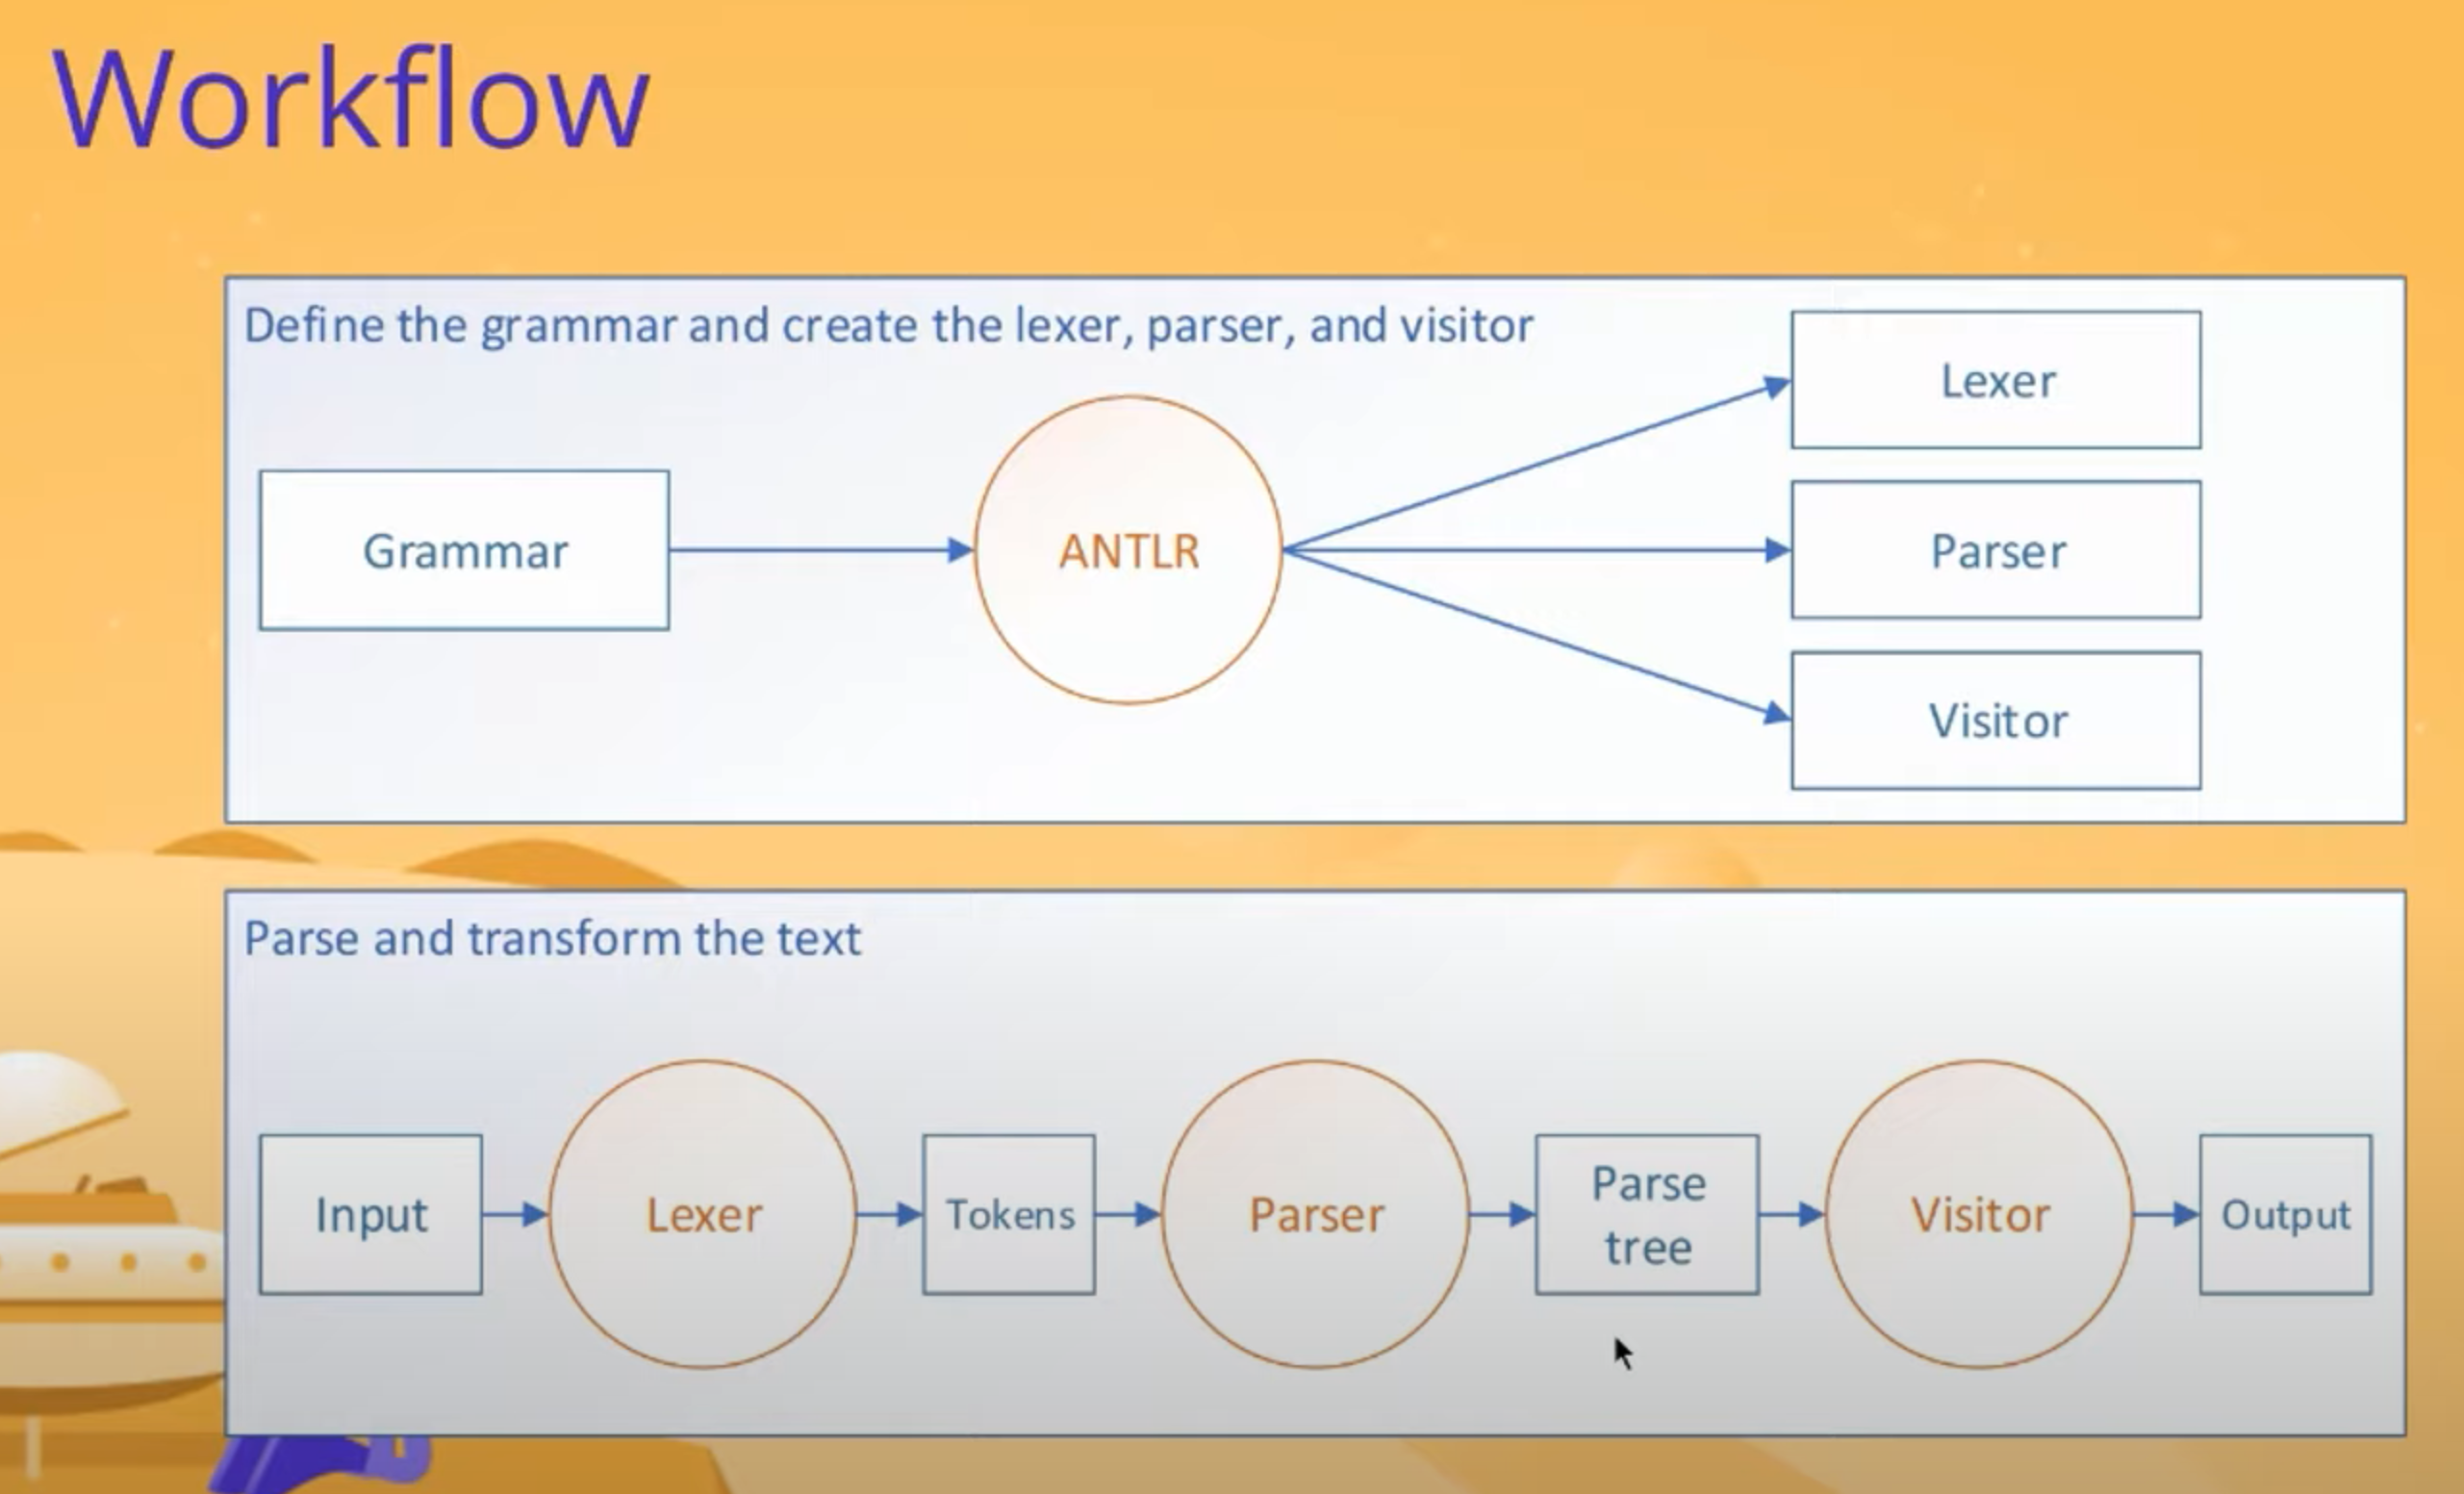 Workflow
Define the grammar and create the lexer, parser, and visitor
Lexer
Grammar
ANTLR
Parser
Visitor
Parse and transform the text
Input
Lexer
Tokens
Parser
Parse
tree
Visitor
Output